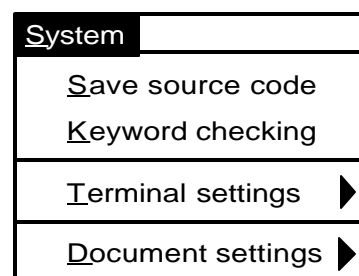 System
Save source code
Keyword checking
Terminal settings
Document settings